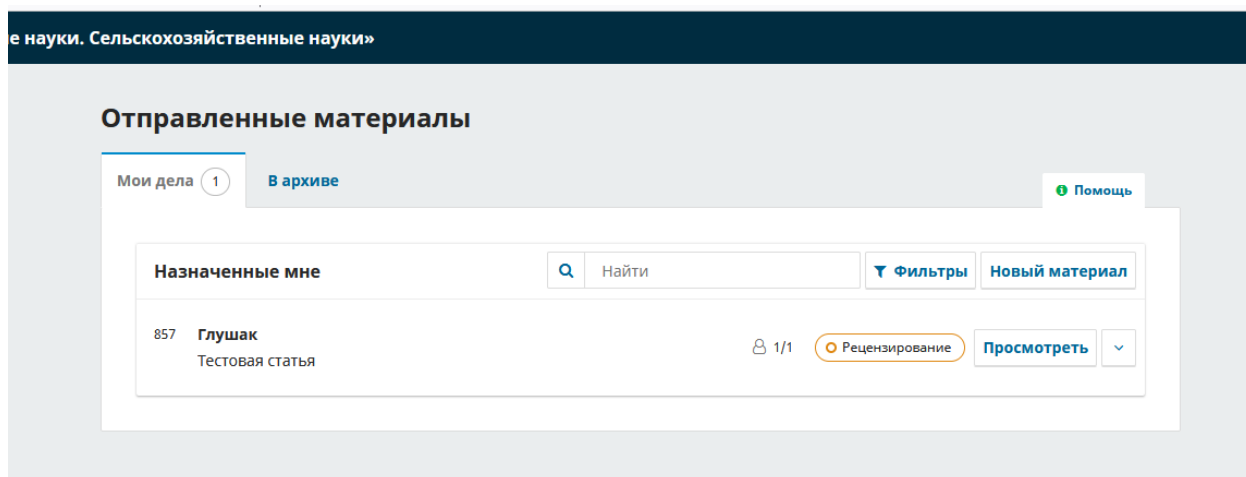 е науки. Сельскохозяйственные науки»
Отправленные материалы
Мои дела 1
В архиве
Помощь
Назначенные мне
Найти
Фильтры
Новый материал
857 Глушак
Тестовая статья
1/1
Рецензирование
Просмотреть